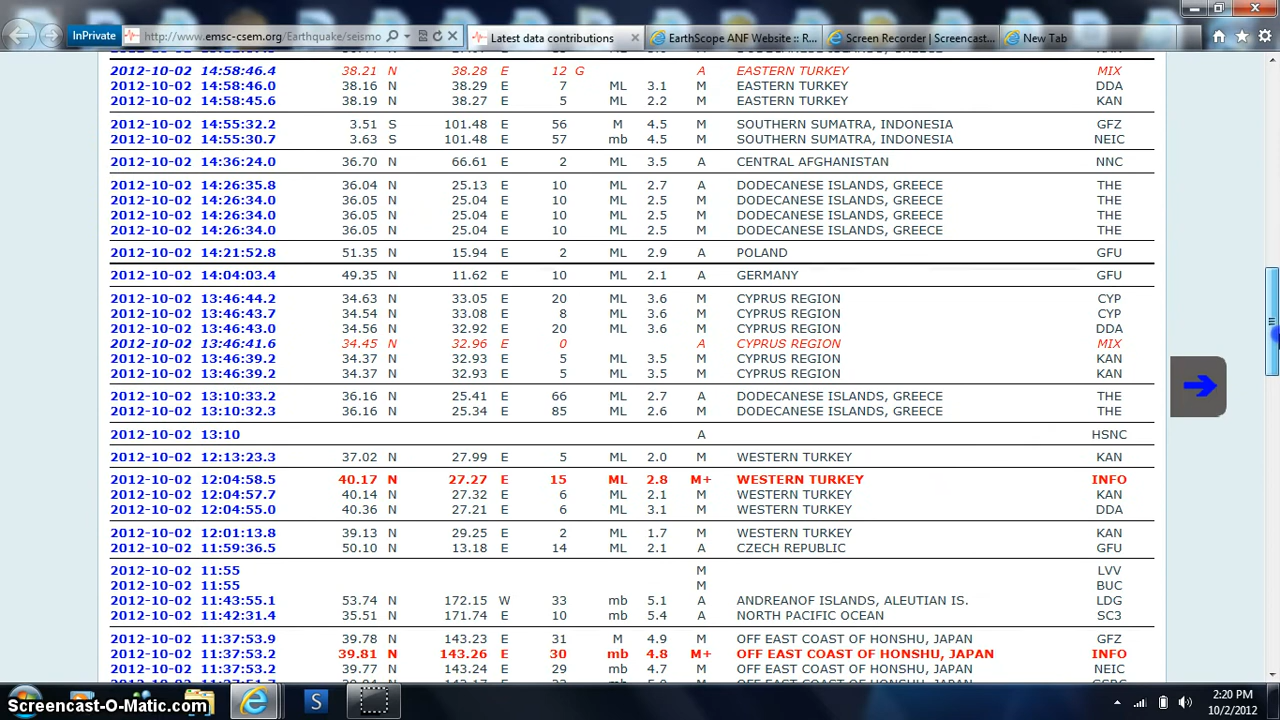 InPrivate http://www.emsc-csem.org/Earthquake/seismo Latest data contributions EarthScope ANF Website :: R... Screen Recorder | Screencast... New Tab
2012-10-02 14:58:46.4 38.21 N 38.28 E 12 G A EASTERN TURKEY MIX
2012-10-02 14:58:46.0 38.16 N 38.29 E 7 ML 3.1 M EASTERN TURKEY DDA
2012-10-02 14:58:45.6 38.19 N 38.27 E 5 ML 2.2 M EASTERN TURKEY KAN
2012-10-02 14:55:32.2 3.51 S 101.48 E 56 M 4.5 M SOUTHERN SUMATRA, INDONESIA GFZ
2012-10-02 14:55:30.7 3.63 S 101.48 E 57 mb 4.5 M SOUTHERN SUMATRA, INDONESIA NEIC
2012-10-02 14:36:24.0 36.70 N 66.61 E 2 ML 3.5 A CENTRAL AFGHANISTAN NNC
2012-10-02 14:26:35.8 36.04 N 25.13 E 10 ML 2.7 A DODECANESE ISLANDS, GREECE THE
2012-10-02 14:26:34.0 36.05 N 25.04 E 10 ML 2.5 M DODECANESE ISLANDS, GREECE THE
2012-10-02 14:26:34.0 36.05 N 25.04 E 10 ML 2.5 M DODECANESE ISLANDS, GREECE THE
2012-10-02 14:26:34.0 36.05 N 25.04 E 10 ML 2.5 M DODECANESE ISLANDS, GREECE THE
2012-10-02 14:21:52.8 51.35 N 15.94 E 2 ML 2.9 A POLAND GFU
2012-10-02 14:04:03.4 49.35 N 11.62 E 10 ML 2.1 A GERMANY GFU
2012-10-02 13:46:44.2 34.63 N 33.05 E 20 ML 3.6 M CYPRUS REGION CYP
2012-10-02 13:46:43.7 34.54 N 33.08 E 8 ML 3.6 M CYPRUS REGION CYP
2012-10-02 13:46:43.0 34.56 N 32.92 E 20 ML 3.6 M CYPRUS REGION DDA
2012-10-02 13:46:41.6 34.45 N 32.96 E 0 A CYPRUS REGION MIX
2012-10-02 13:46:39.2 34.37 N 32.93 E 5 ML 3.5 M CYPRUS REGION KAN
2012-10-02 13:46:39.2 34.37 N 32.93 E 5 ML 3.5 M CYPRUS REGION KAN
2012-10-02 13:10:33.2 36.16 N 25.41 E 66 ML 2.7 A DODECANESE ISLANDS, GREECE THE
2012-10-02 13:10:32.3 36.16 N 25.34 E 85 ML 2.6 M DODECANESE ISLANDS, GREECE THE
2012-10-02 13:10 A HSNC
2012-10-02 12:13:23.3 37.02 N 27.99 E 5 ML 2.0 M WESTERN TURKEY KAN
2012-10-02 12:04:58.5 40.17 N 27.27 E 15 ML 2.8 M+ WESTERN TURKEY INFO
2012-10-02 12:04:57.7 40.14 N 27.32 E 6 ML 2.1 M WESTERN TURKEY KAN
2012-10-02 12:04:55.0 40.36 N 27.21 E 6 ML 3.1 M WESTERN TURKEY DDA
2012-10-02 12:01:13.8 39.13 N 29.25 E 2 ML 1.7 M WESTERN TURKEY KAN
2012-10-02 11:59:36.5 50.10 N 13.18 E 14 ML 2.1 A CZECH REPUBLIC GFU
2012-10-02 11:55 M LVV
2012-10-02 11:55 M BUC
2012-10-02 11:43:55.1 53.74 N 172.15 W 33 mb 5.1 A ANDREANOF ISLANDS, ALEUTIAN IS. LDG
2012-10-02 11:42:31.4 35.51 N 171.74 E 10 mb 5.4 A NORTH PACIFIC OCEAN SC3
2012-10-02 11:37:53.9 39.78 N 143.23 E 31 M 4.9 M OFF EAST COAST OF HONSHU, JAPAN GFZ
2012-10-02 11:37:53.2 39.81 N 143.26 E 30 mb 4.8 M+ OFF EAST COAST OF HONSHU, JAPAN INFO
2012-10-02 11:37:53.2 39.77 N 143.24 E 29 mb 4.7 M OFF EAST COAST OF HONSHU, JAPAN NEIC
S
2:20 PM
10/2/2012
Screencast-O-Matic.com